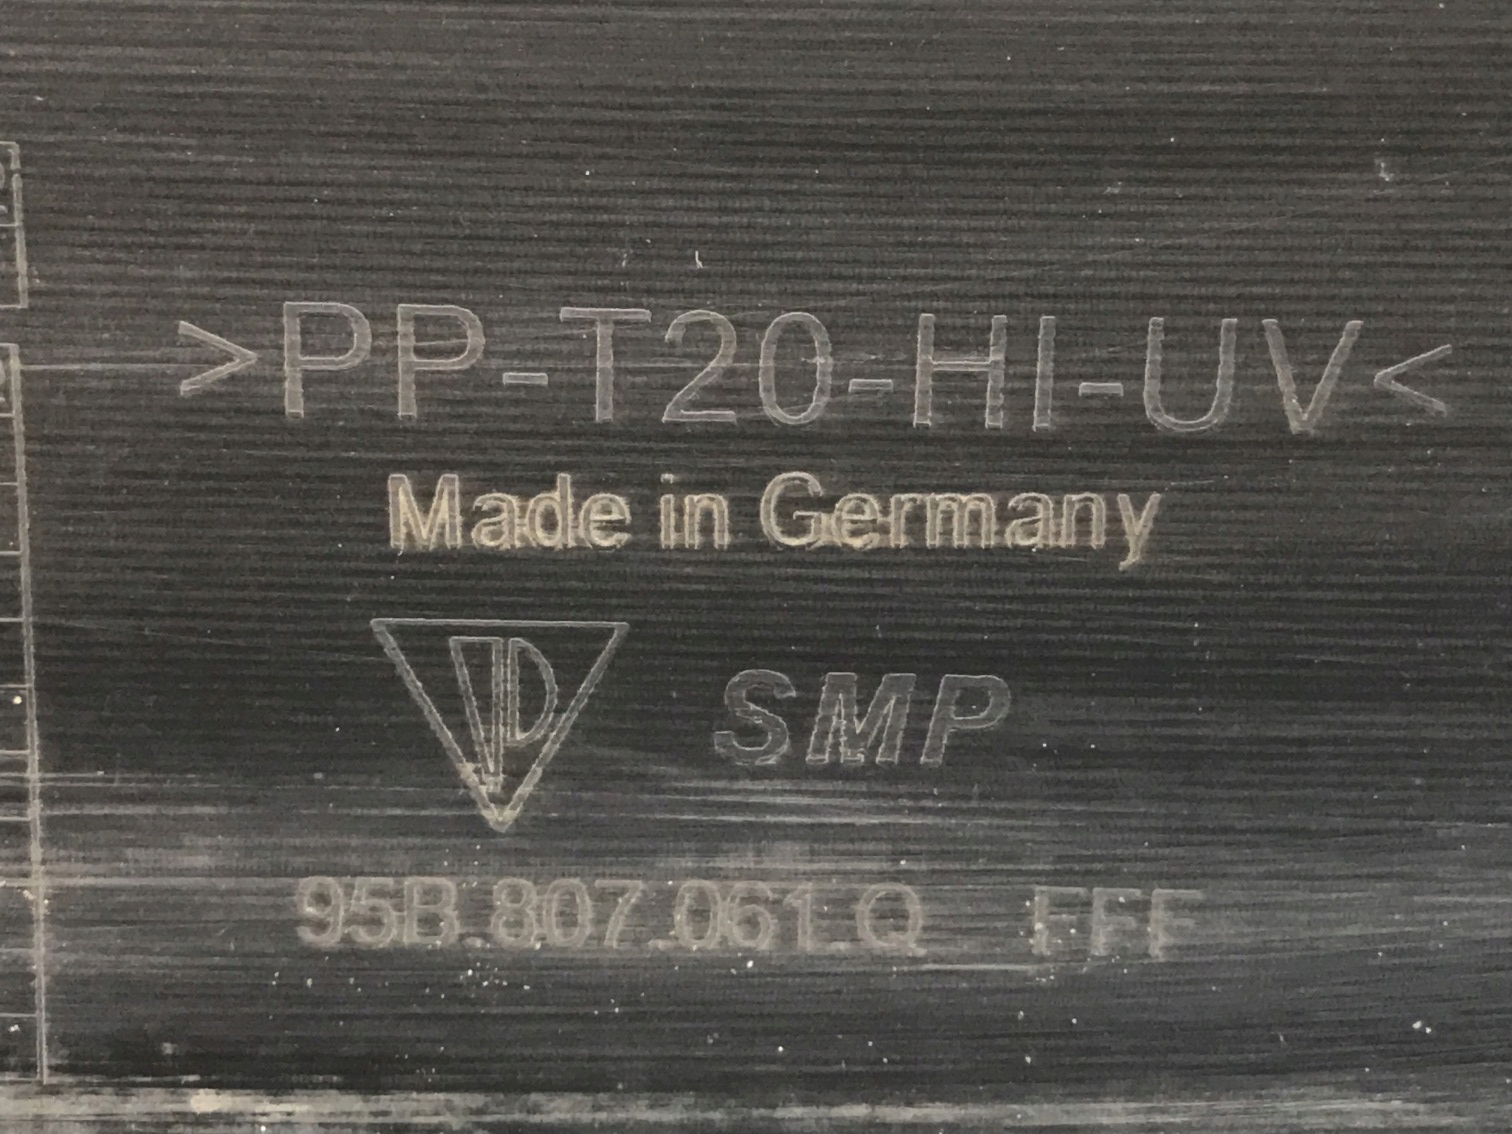 >PP-T20-HI-UV<
Made in Germany
SMP
95B.807.061.Q FFF